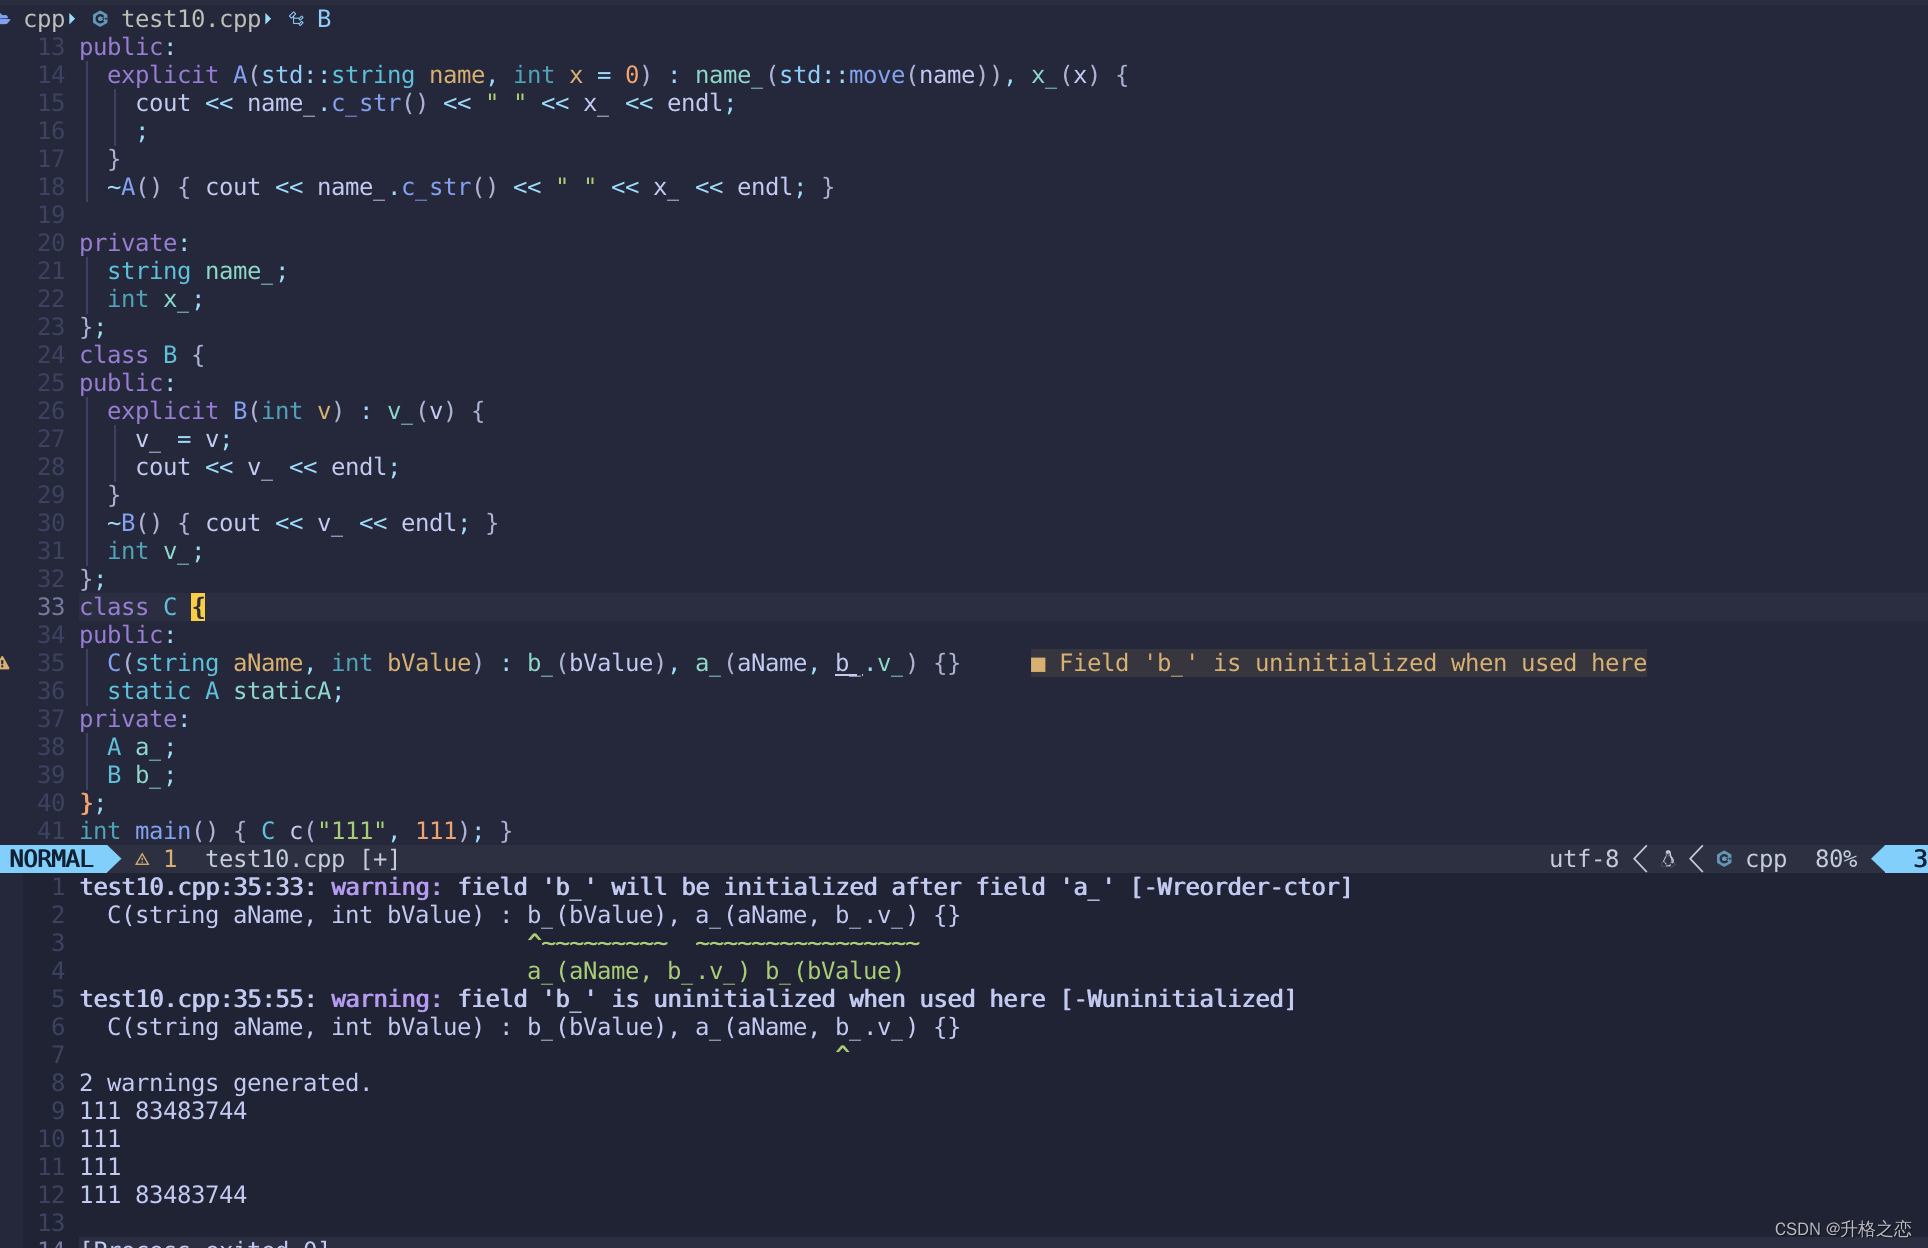 cpp test10.cpp B
13 public:
14 explicit A(std::string name, int x = 0) : name_(std::move(name)), x_(x) {
15 cout << name_.c_str() << " " << x_ << endl;
16 ;
17 }
18 ~A() { cout << name_.c_str() << " " << x_ << endl; }
19
20 private:
21 string name_;
22 int x_;
23 };
24 class B {
25 public:
26 explicit B(int v) : v_(v) {
27 v_ = v;
28 cout << v_ << endl;
29 }
30 ~B() { cout << v_ << endl; }
31 int v_;
32 };
33 class C {
34 public:
35 C(string aName, int bValue) : b_(bValue), a_(aName, b_.v_) {} ■ Field 'b_' is uninitialized when used here
36 static A staticA;
37 private:
38 A a_;
39 B b_;
40 };
41 int main() { C c("111", 111); }
NORMAL ⚠ 1 test10.cpp [+] utf-8 cpp 80% 3
1 test10.cpp:35:33: warning: field 'b_' will be initialized after field 'a_' [-Wreorder-ctor]
2 C(string aName, int bValue) : b_(bValue), a_(aName, b_.v_) {}
3 ^~~~~~~~~~ ~~~~~~~~~~~~~~~~
4 a_(aName, b_.v_) b_(bValue)
5 test10.cpp:35:55: warning: field 'b_' is uninitialized when used here [-Wuninitialized]
6 C(string aName, int bValue) : b_(bValue), a_(aName, b_.v_) {}
7 ^
8 2 warnings generated.
9 111 83483744
10 111
11 111
12 111 83483744
13
14 [Process exited 0]
CSDN @升格之恋